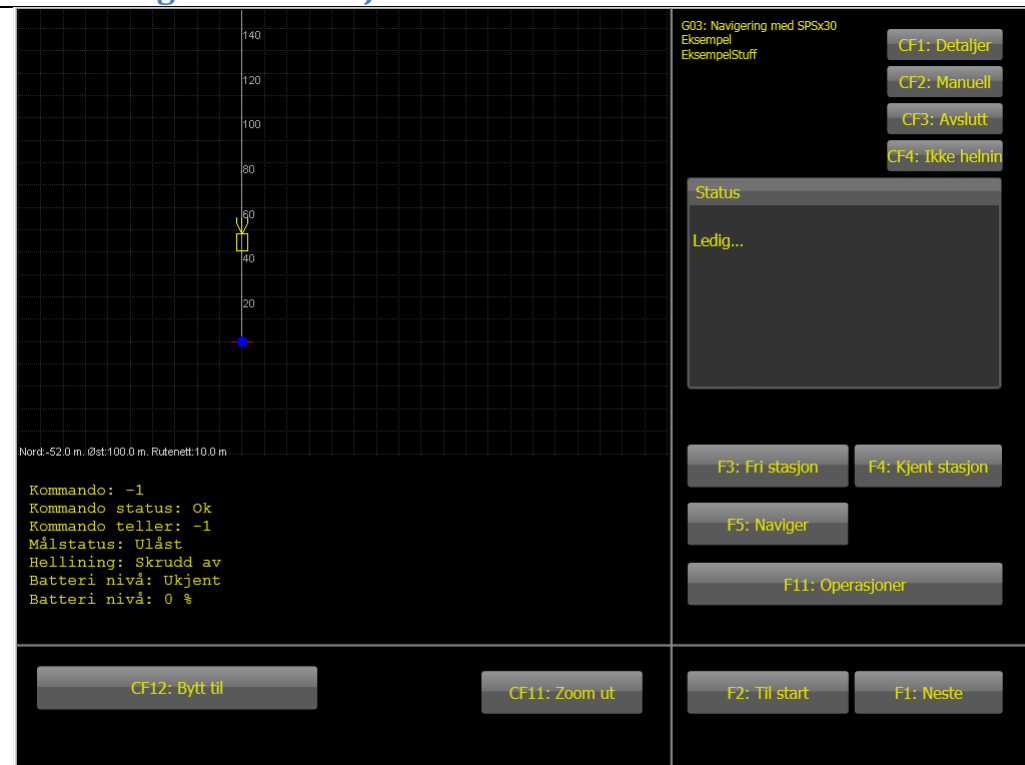 140
120
100
80
60
40
20
Nord:-52.0 m. Øst:100.0 m. Rutenett:10.0 m
Kommando: -1
Kommando status: Ok
Kommando teller: -1
Målstatus: Ulåst
Hellining: Skrudd av
Batteri nivå: Ukjent
Batteri nivå: 0 %
CF12: Bytt til
CF11: Zoom ut
G03: Navigering med SPSx30
Eksempel
EksempelStuff
CF1: Detaljer
CF2: Manuell
CF3: Avslutt
CF4: Ikke helnin
Status
Ledig...
F3: Fri stasjon
F4: Kjent stasjon
F5: Naviger
F11: Operasjoner
F2: Til start
F1: Neste